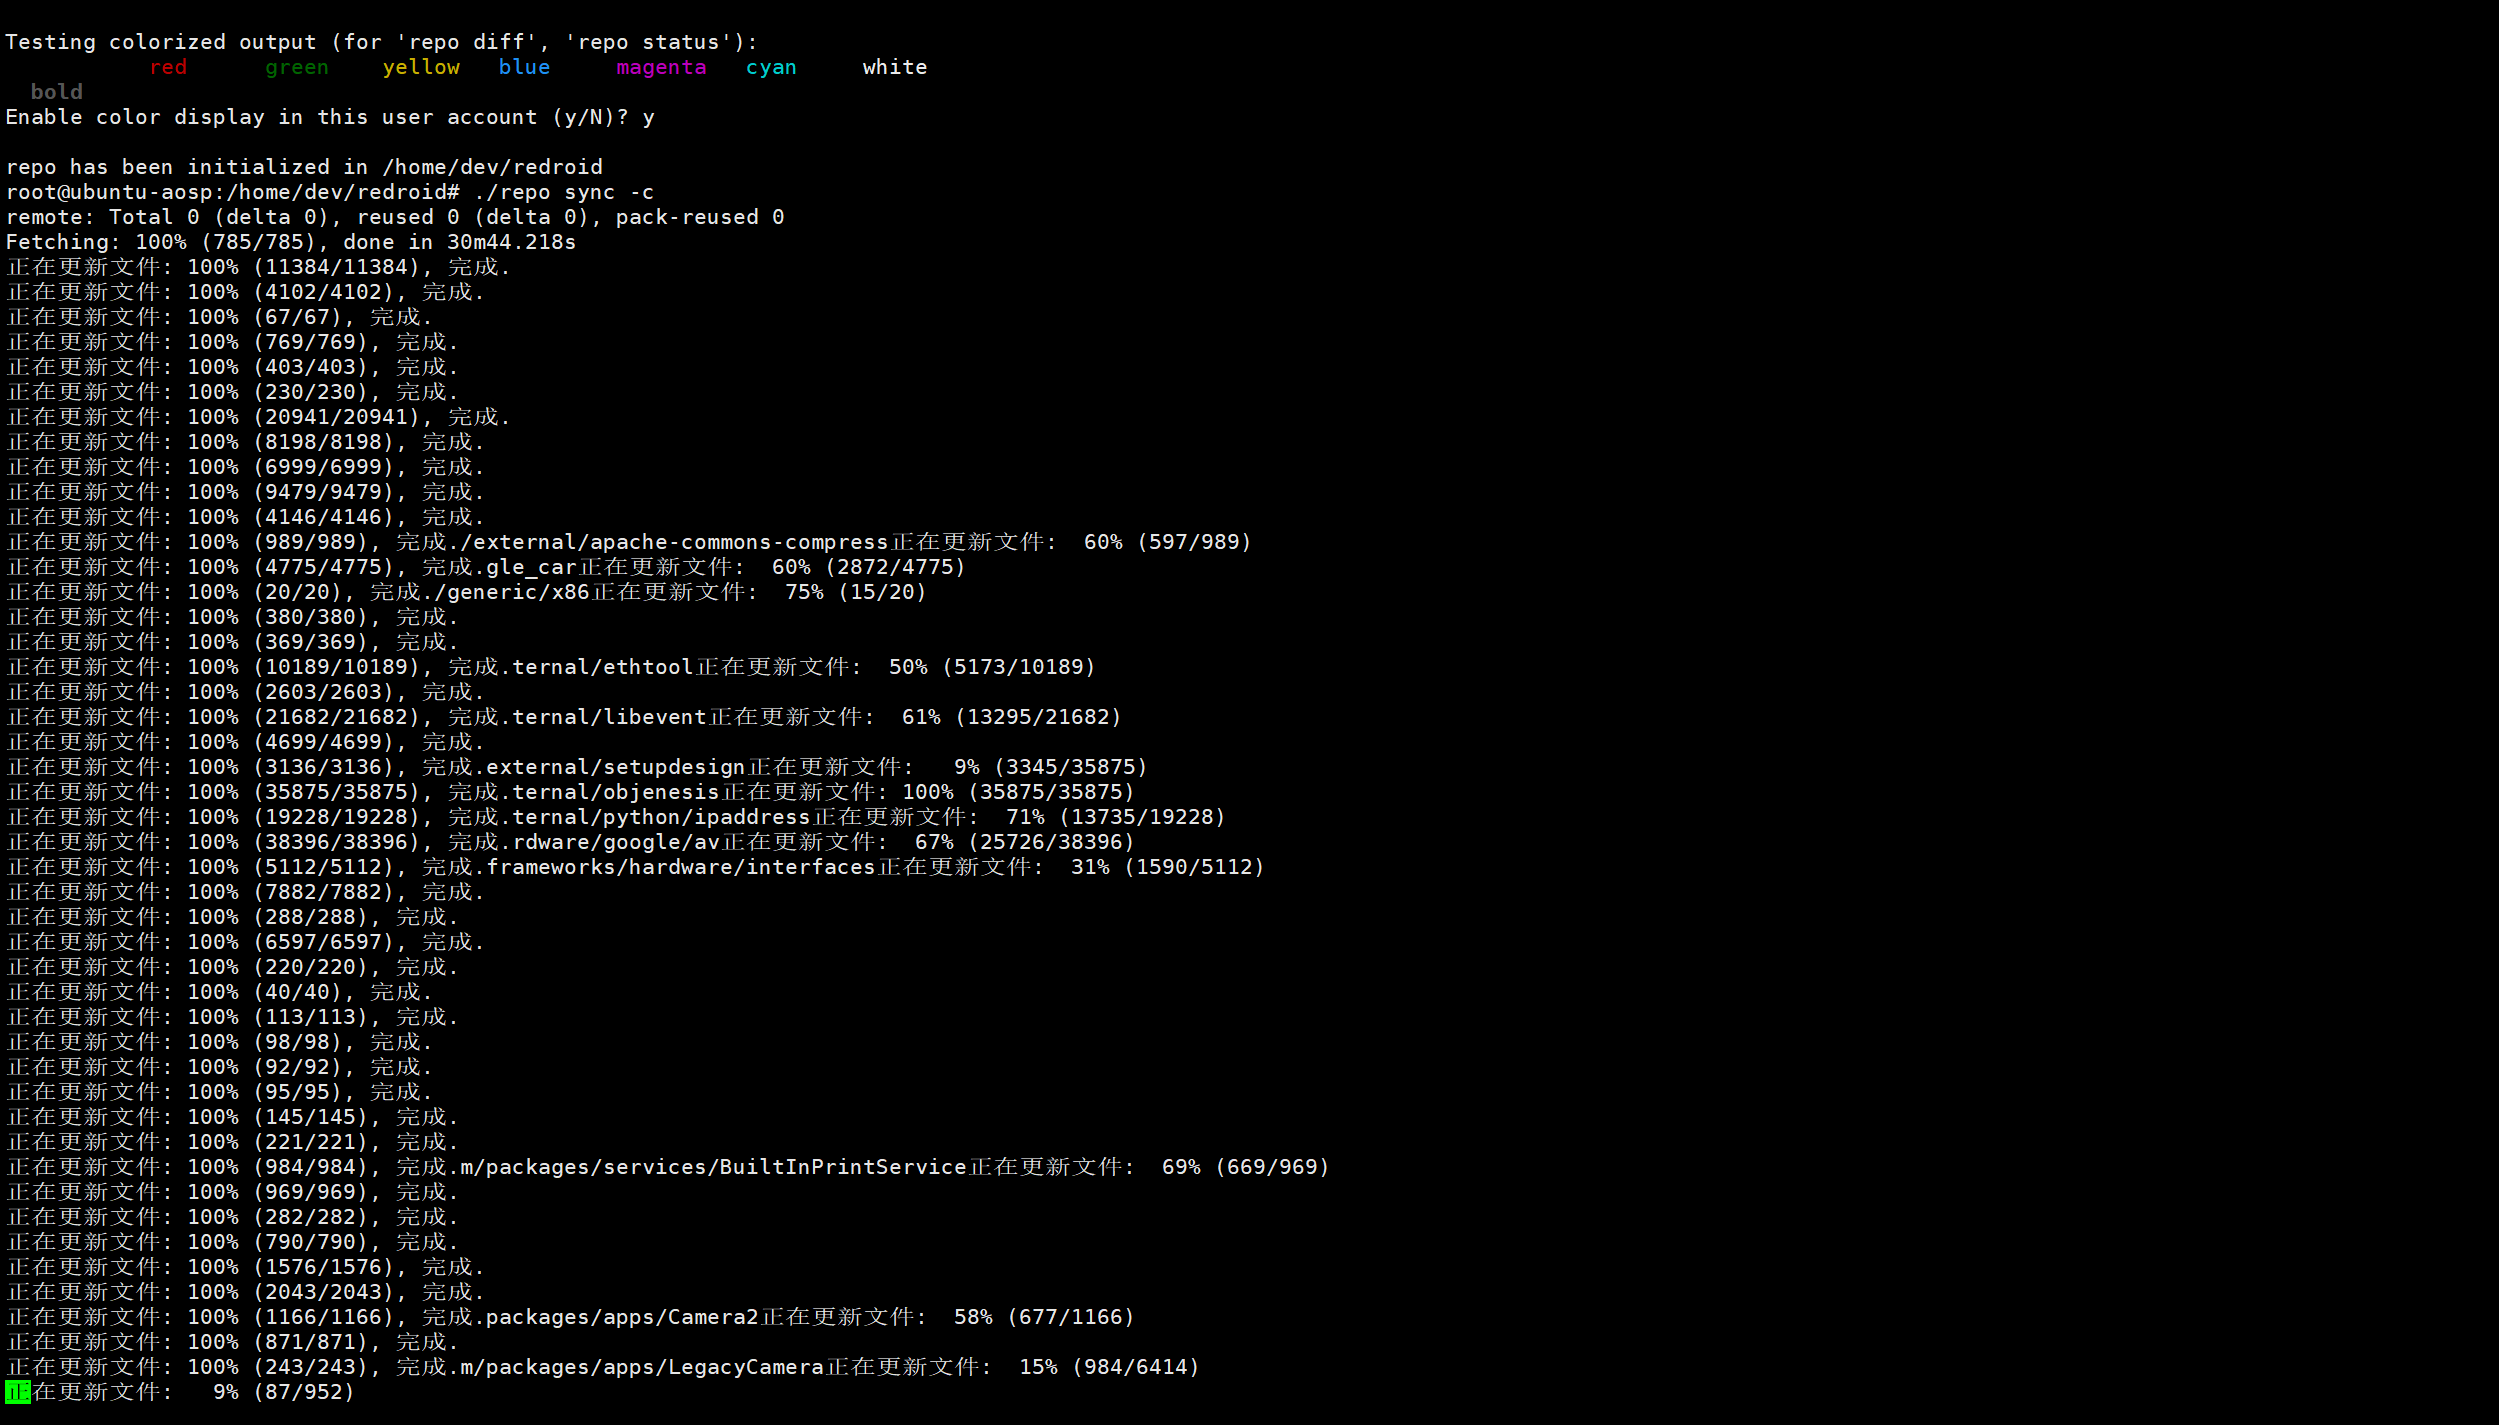 Testing colorized output (for 'repo diff', 'repo status'):
red green yellow blue magenta cyan white
bold
Enable color display in this user account (y/N)? y
repo has been initialized in /home/dev/redroid
root@ubuntu-aosp:/home/dev/redroid# ./repo sync -c
remote: Total 0 (delta 0), reused 0 (delta 0), pack-reused 0
Fetching: 100% (785/785), done in 30m44.218s
正在更新文件: 100% (11384/11384), 完成.
正在更新文件: 100% (4102/4102), 完成.
正在更新文件: 100% (67/67), 完成.
正在更新文件: 100% (769/769), 完成.
正在更新文件: 100% (403/403), 完成.
正在更新文件: 100% (230/230), 完成.
正在更新文件: 100% (20941/20941), 完成.
正在更新文件: 100% (8198/8198), 完成.
正在更新文件: 100% (6999/6999), 完成.
正在更新文件: 100% (9479/9479), 完成.
正在更新文件: 100% (4146/4146), 完成.
正在更新文件: 100% (989/989), 完成./external/apache-commons-compress正在更新文件:  60% (597/989)
正在更新文件: 100% (4775/4775), 完成.gle_car正在更新文件:  60% (2872/4775)
正在更新文件: 100% (20/20), 完成./generic/x86正在更新文件:  75% (15/20)
正在更新文件: 100% (380/380), 完成.
正在更新文件: 100% (369/369), 完成.
正在更新文件: 100% (10189/10189), 完成.ternal/ethtool正在更新文件:  50% (5173/10189)
正在更新文件: 100% (2603/2603), 完成.
正在更新文件: 100% (21682/21682), 完成.ternal/libevent正在更新文件:  61% (13295/21682)
正在更新文件: 100% (4699/4699), 完成.
正在更新文件: 100% (3136/3136), 完成.external/setupdesign正在更新文件:   9% (3345/35875)
正在更新文件: 100% (35875/35875), 完成.ternal/objenesis正在更新文件: 100% (35875/35875)
正在更新文件: 100% (19228/19228), 完成.ternal/python/ipaddress正在更新文件:  71% (13735/19228)
正在更新文件: 100% (38396/38396), 完成.rdware/google/av正在更新文件:  67% (25726/38396)
正在更新文件: 100% (5112/5112), 完成.frameworks/hardware/interfaces正在更新文件:  31% (1590/5112)
正在更新文件: 100% (7882/7882), 完成.
正在更新文件: 100% (288/288), 完成.
正在更新文件: 100% (6597/6597), 完成.
正在更新文件: 100% (220/220), 完成.
正在更新文件: 100% (40/40), 完成.
正在更新文件: 100% (113/113), 完成.
正在更新文件: 100% (98/98), 完成.
正在更新文件: 100% (92/92), 完成.
正在更新文件: 100% (95/95), 完成.
正在更新文件: 100% (145/145), 完成.
正在更新文件: 100% (221/221), 完成.
正在更新文件: 100% (984/984), 完成.m/packages/services/BuiltInPrintService正在更新文件:  69% (669/969)
正在更新文件: 100% (969/969), 完成.
正在更新文件: 100% (282/282), 完成.
正在更新文件: 100% (790/790), 完成.
正在更新文件: 100% (1576/1576), 完成.
正在更新文件: 100% (2043/2043), 完成.
正在更新文件: 100% (1166/1166), 完成.packages/apps/Camera2正在更新文件:  58% (677/1166)
正在更新文件: 100% (871/871), 完成.
正在更新文件: 100% (243/243), 完成.m/packages/apps/LegacyCamera正在更新文件:  15% (984/6414)
正在更新文件:   9% (87/952)